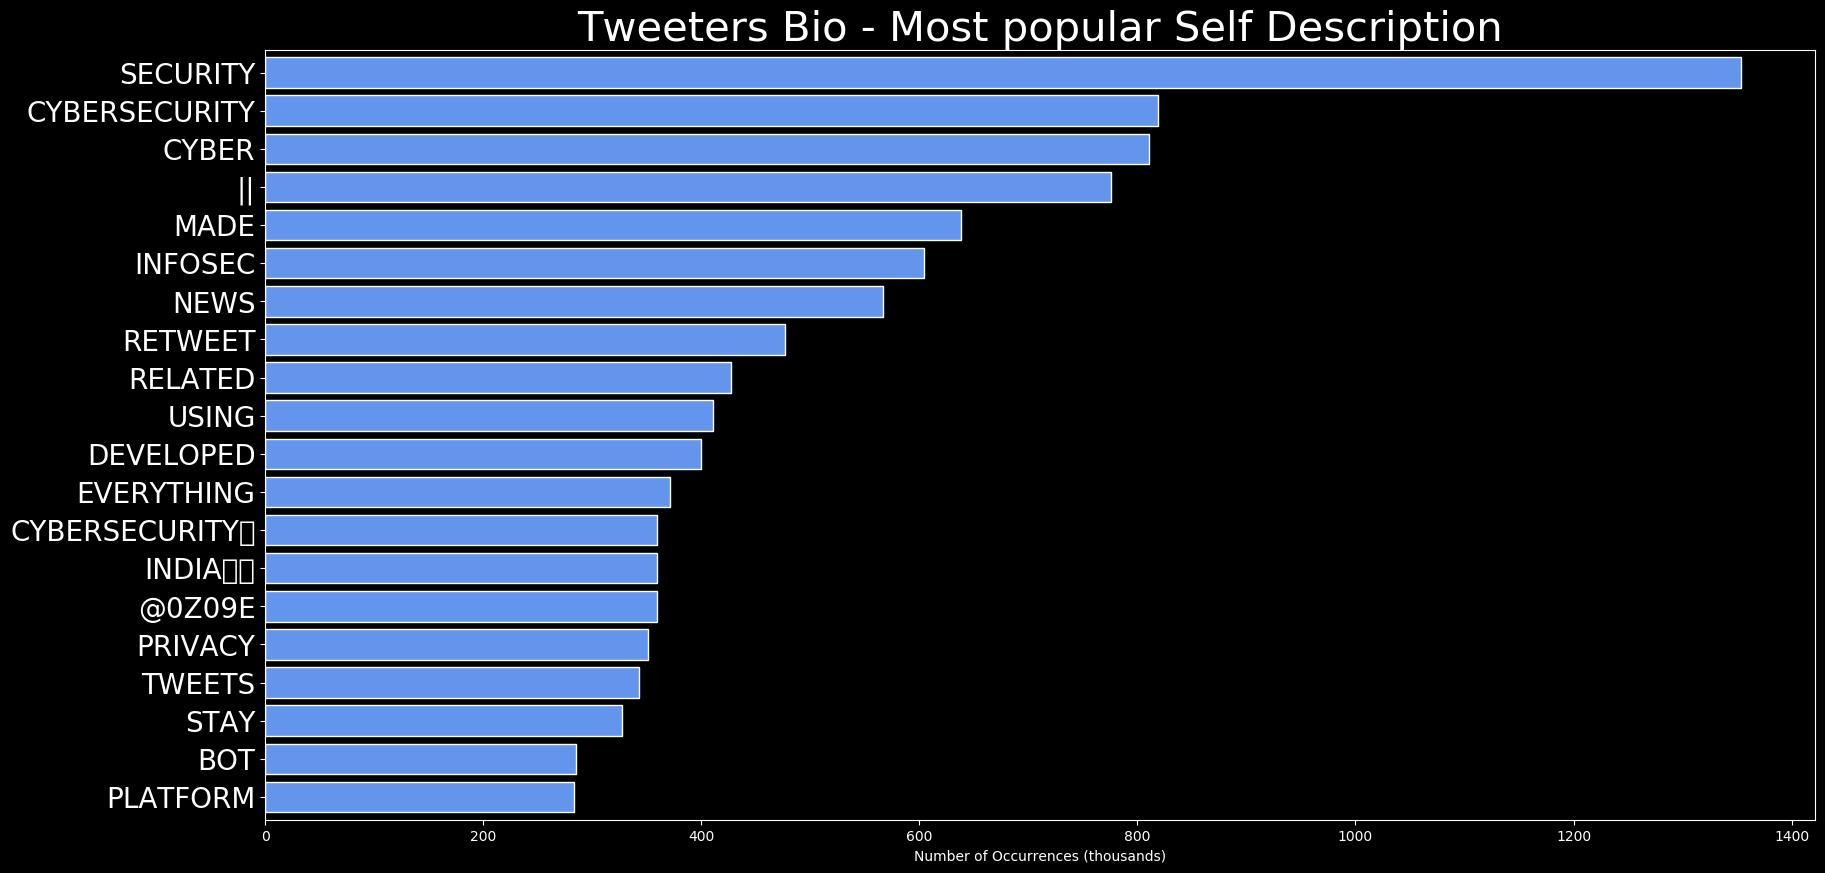 Tweeters Bio - Most popular Self Description
SECURITY
CYBERSECURITY
CYBER
||
MADE
INFOSEC
NEWS
RETWEET
RELATED
USING
DEVELOPED
EVERYTHING
CYBERSECURITY▯
INDIA▯▯
@0Z09E
PRIVACY
TWEETS
STAY
BOT
PLATFORM
0 200 400 600 800 1000 1200 1400
Number of Occurrences (thousands)